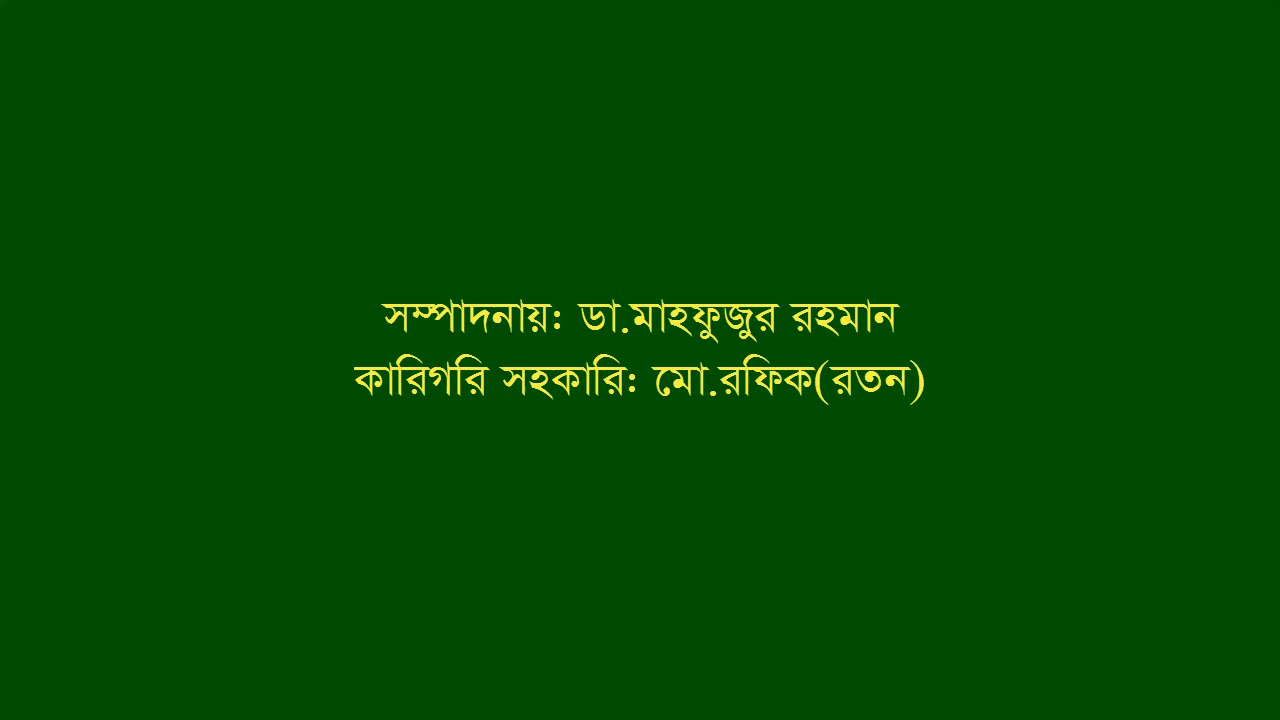 সম্পাদনায়: ডা.মাহফুজুর রহমান
কারিগরি সহকারি: মো.রফিক(রতন)